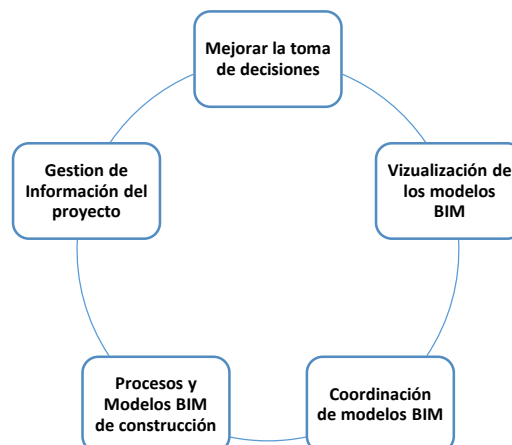 Mejorar la toma
de decisiones
Gestion de
Información del
proyecto
Vizualización de
los modelos
BIM
Procesos y
Modelos BIM
de construcción
Coordinación
de modelos BIM